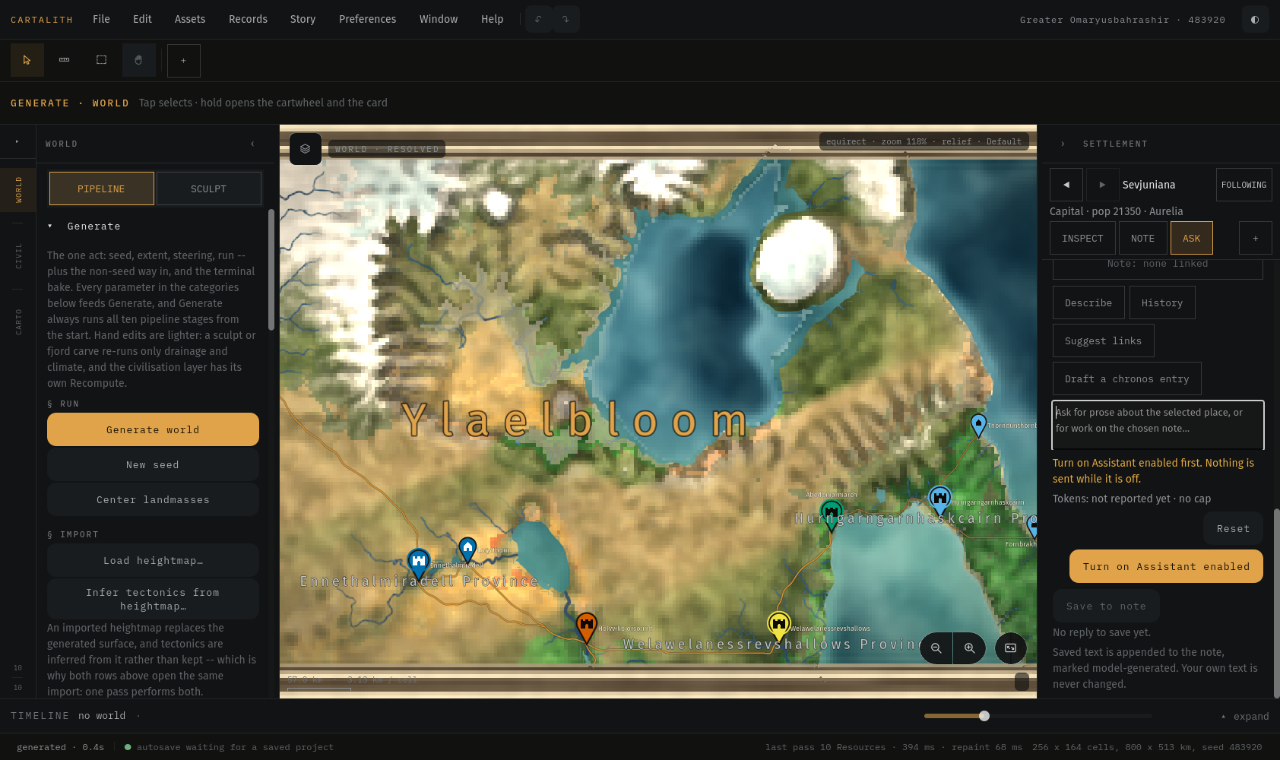 CARTALITH File Edit Assets Records Story Preferences Window Help
Greater Omaryusbahrashir · 483920
+
GENERATE · WORLD Tap selects · hold opens the cartwheel and the card
WORLD
CIVIL
CARTO
10
10
WORLD
PIPELINE SCULPT
Generate
The one act: seed, extent, steering, run --
plus the non-seed way in, and the terminal
bake. Every parameter in the categories
below feeds Generate, and Generate
always runs all ten pipeline stages from
the start. Hand edits are lighter: a sculpt or
fjord carve re-runs only drainage and
climate, and the civilisation layer has its
own Recompute.
§ RUN
Generate world
New seed
Center landmasses
§ IMPORT
Load heightmap…
Infer tectonics from
heightmap…
An imported heightmap replaces the
generated surface, and tectonics are
inferred from it rather than kept -- which is
why both rows above open the same
import: one pass performs both.
WORLD · RESOLVED
equirect · zoom 118% · relief · Default
Ylaelbloom
Nurngarngarnhaskcairn Pro
Ennethalmiradell Province
Welawelanessrevshallows Provin
Welawelanessrevshallows
SETTLEMENT
Sevjuniana
FOLLOWING
Capital · pop 21350 · Aurelia
INSPECT NOTE ASK +
Note: none linked
Describe History
Suggest links
Draft a chronos entry
Ask for prose about the selected place, or
for work on the chosen note…
Turn on Assistant enabled first. Nothing is
sent while it is off.
Tokens: not reported yet · no cap
Reset
Turn on Assistant enabled
Save to note
No reply to save yet.
Saved text is appended to the note,
marked model-generated. Your own text is
never changed.
TIMELINE no world ·
expand
generated · 0.4s
autosave waiting for a saved project
last pass 10 Resources · 394 ms · repaint 68 ms 256 x 164 cells, 800 x 513 km, seed 483920